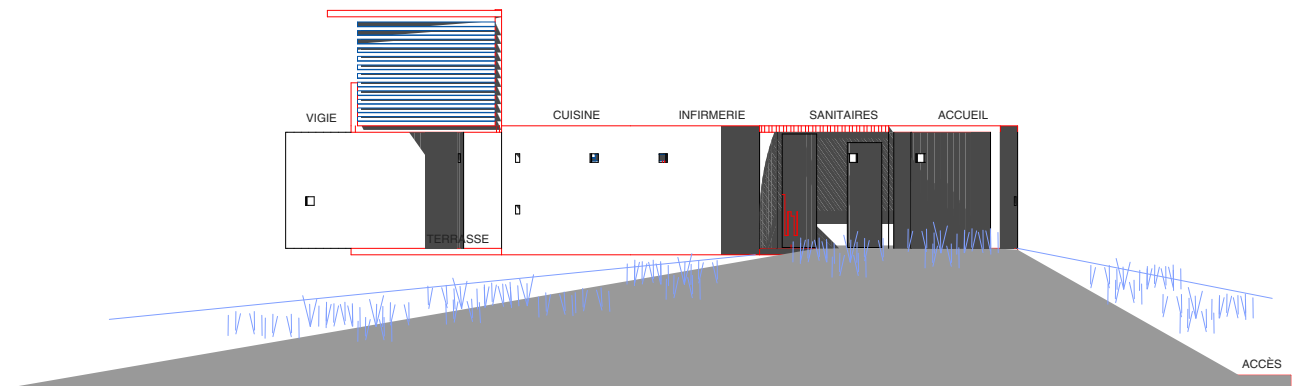 VIGIE
CUISINE
INFIRMERIE
SANITAIRES
ACCUEIL
TERRASSE
ACCÈS